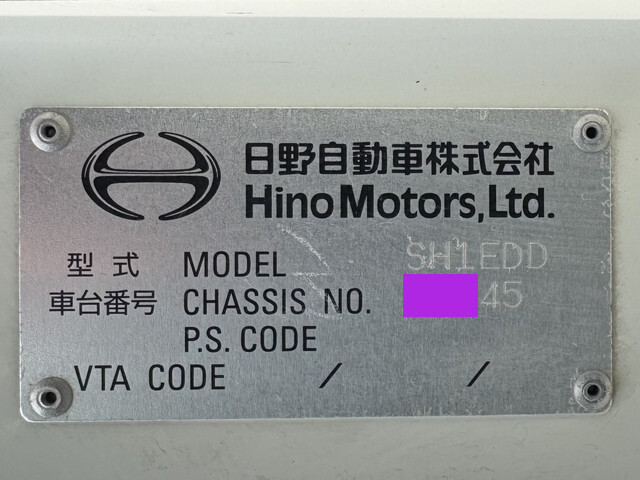 日野自動車株式会社
Hino Motors, Ltd.
型式 MODEL SH1EDD
車台番号 CHASSIS NO. 45
P.S. CODE
VTA CODE / /